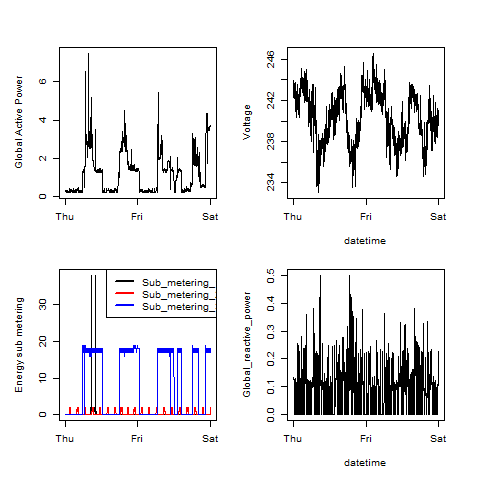 Global Active Power
0
2
4
6
Thu
Fri
Sat
Voltage
234
238
242
246
Thu
Fri
Sat
datetime
Energy sub metering
0
10
20
30
Sub_metering_
Sub_metering_
Sub_metering_
Thu
Fri
Sat
Global_reactive_power
0.0
0.1
0.2
0.3
0.4
0.5
Thu
Fri
Sat
datetime